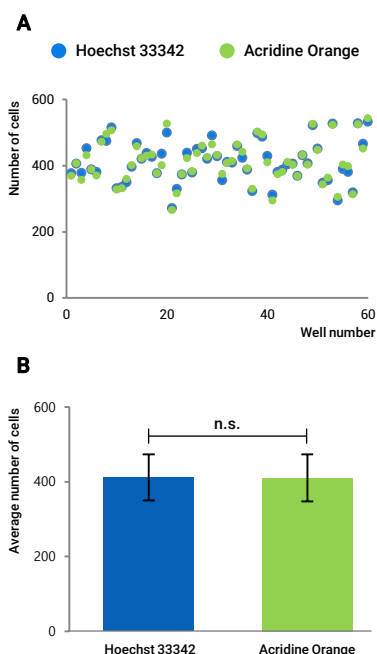 A
Hoechst 33342 Acridine Orange
Number of cells
600
400
200
0
0 20 40 60
Well number
B
Average number of cells
600
n.s.
400
200
0
Hoechst 33342 Acridine Orange